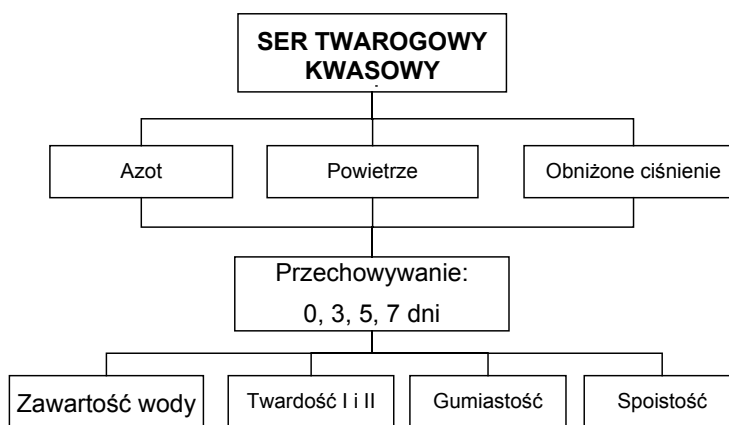 SER TWAROGOWY
KWASOWY
Azot
Powietrze
Obniżone ciśnienie
Przechowywanie:
0, 3, 5, 7 dni
Zawartość wody
Twardość I i II
Gumiastość
Spoistość